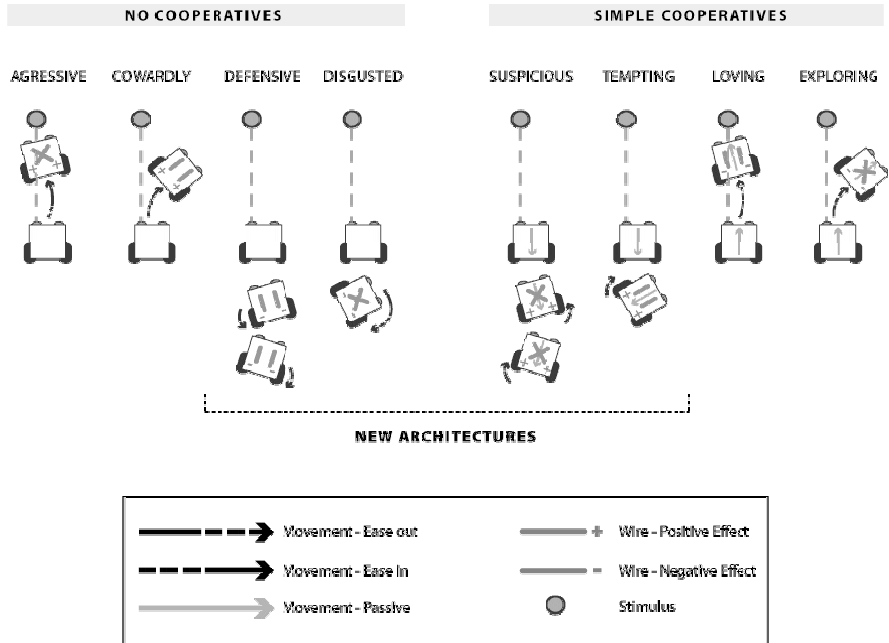 NO COOPERATIVES SIMPLE COOPERATIVES
AGRESSIVE COWARDLY DEFENSIVE DISGUSTED SUSPICIOUS TEMPTING LOVING EXPLORING
NEW ARCHITECTURES
Movement - Ease out + Wire - Positive Effect
Movement - Ease In - Wire - Negative Effect
Movement - Passive Stimulus